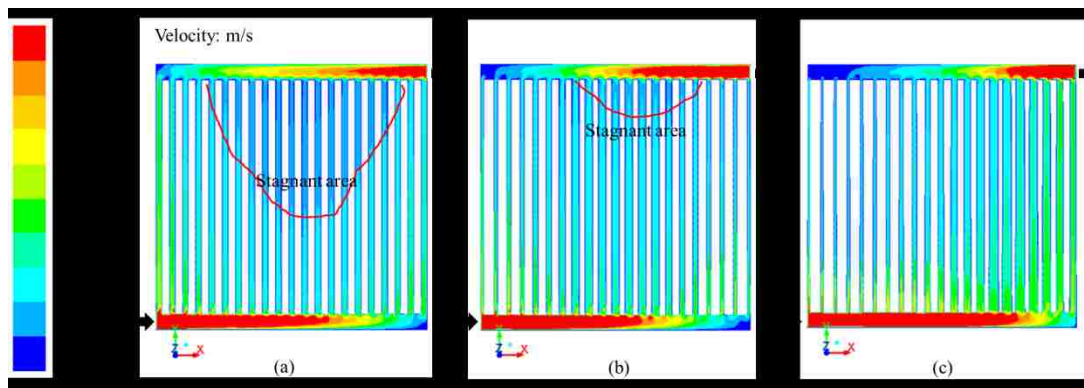 Velocity: m/s
Stagnant area
Stagnant area
Z X
Z X
Z X
(a)
(b)
(c)